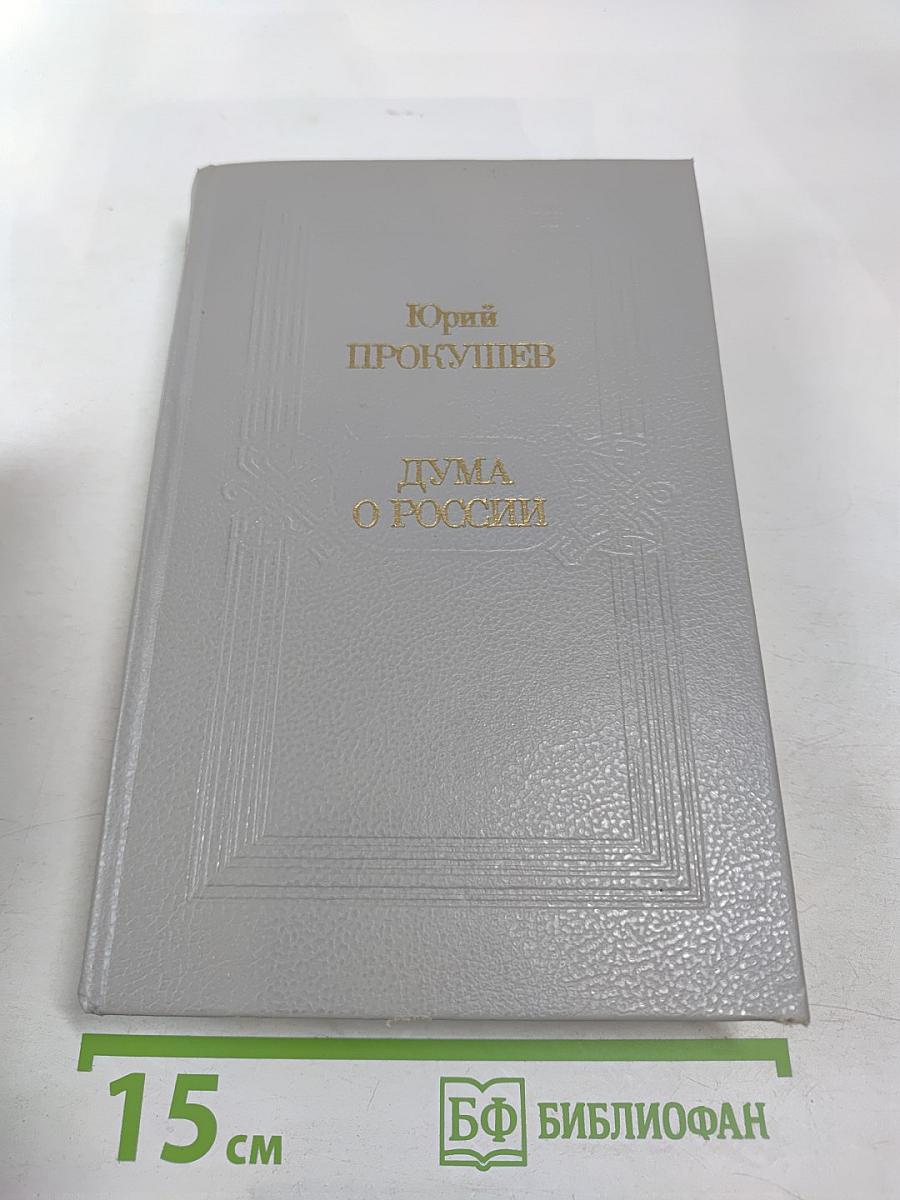 Юрий
ПРОКУШЕВ
ДУМА
О РОССИИ
15 см
БФ БИБЛИОФАН